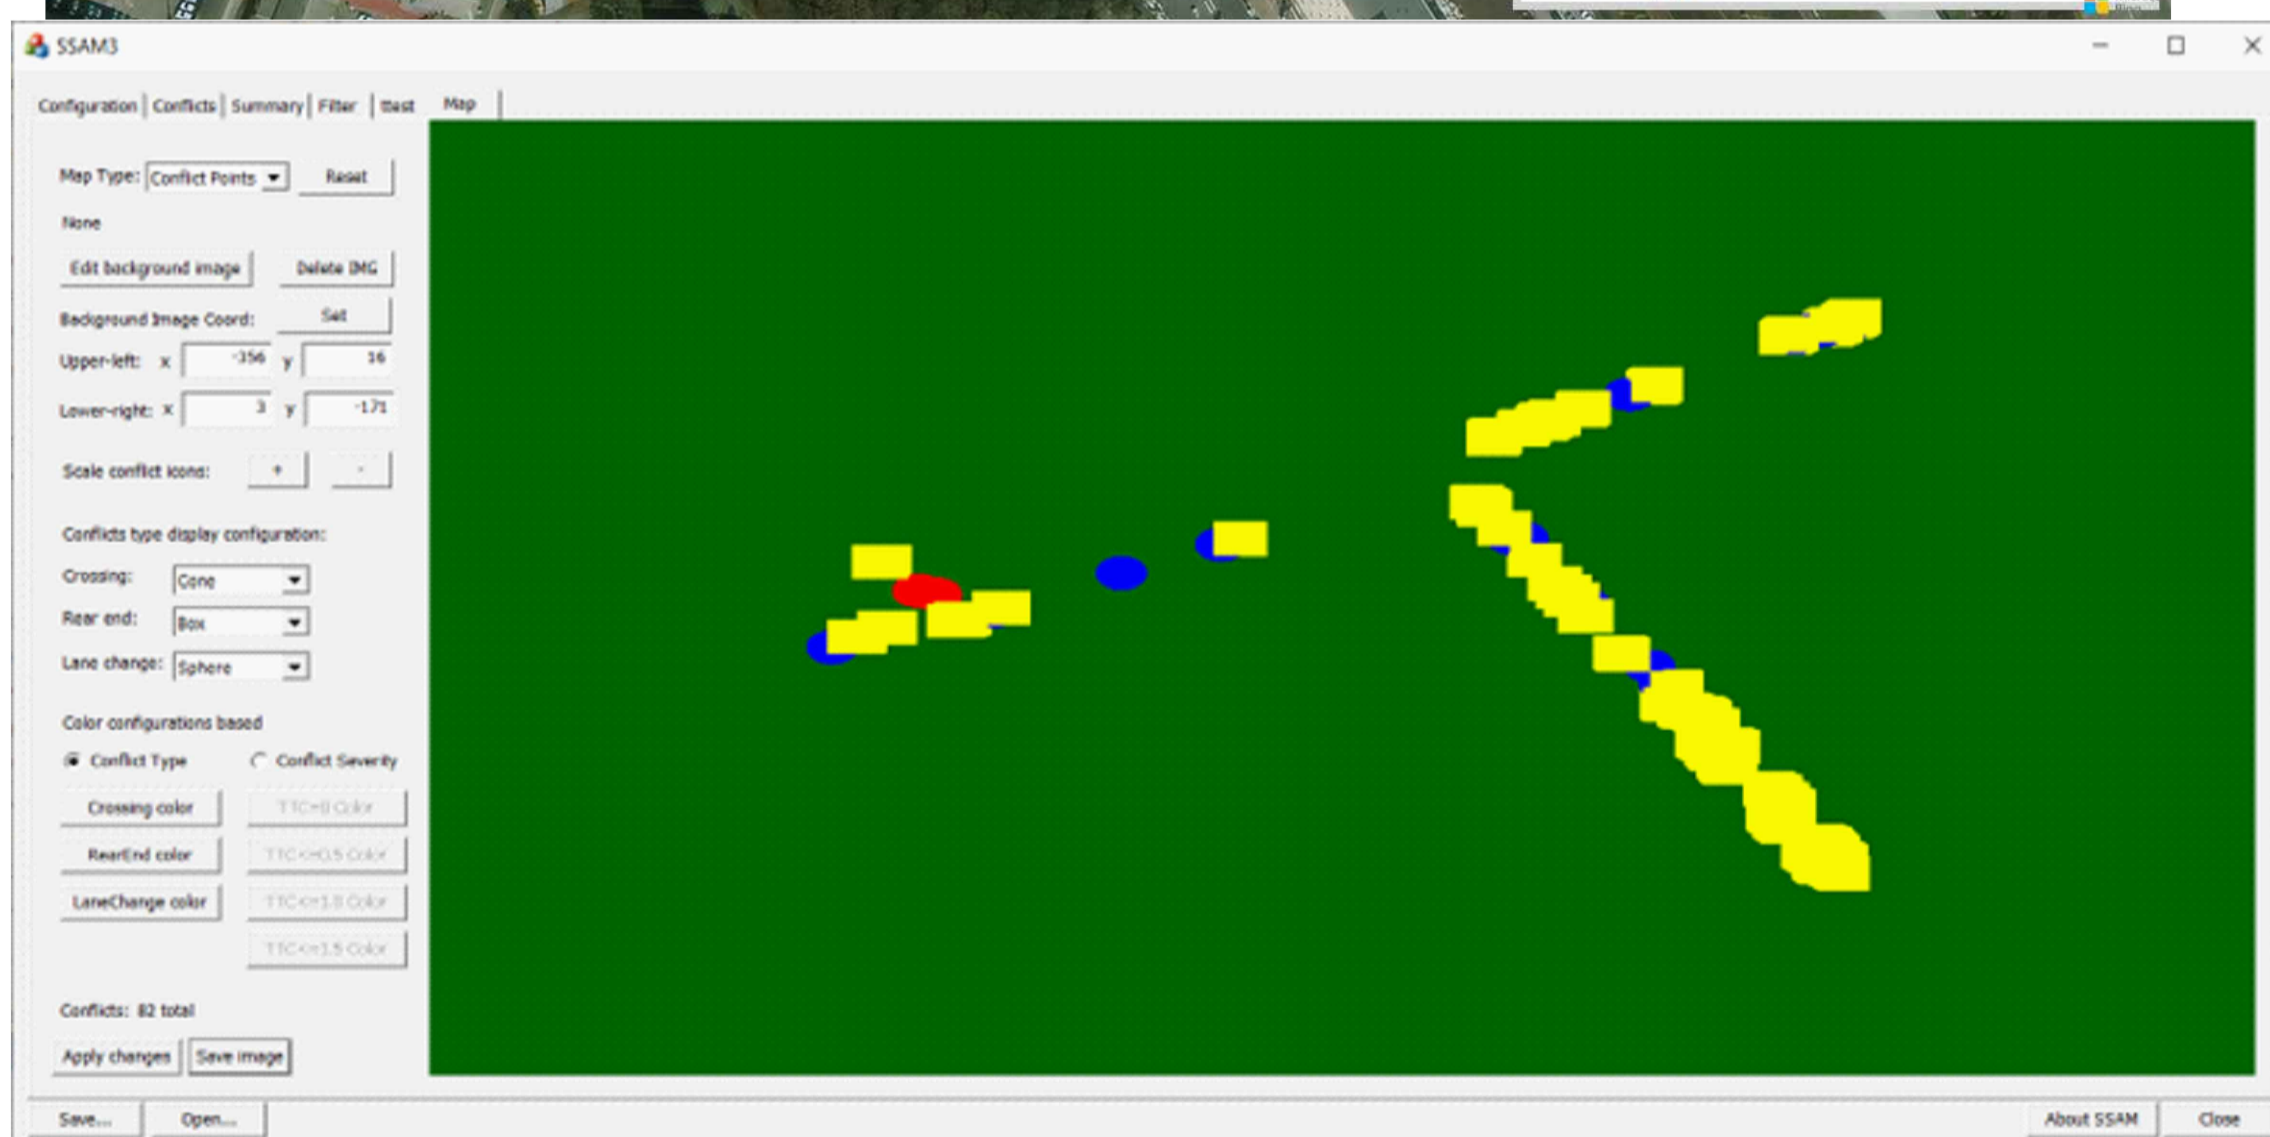 SSAM3
Configuration Conflicts Summary Filter ttest Map
Map Type: Conflict Points Reset
None
Edit background image Delete IMG
Background Image Coord: Set
Upper-left: x -356 y 16
Lower-right: x 3 y -171
Scale conflict icons: + -
Conflicts type display configuration:
Crossing: Cone
Rear end: Box
Lane change: Sphere
Color configurations based
Conflict Type Conflict Severity
Crossing color TTC=0 Color
RearEnd color TTC<=0.5 Color
LaneChange color TTC<=1.0 Color
TTC<=1.5 Color
Conflicts: 82 total
Apply changes Save image
Save... Open... About SSAM Close